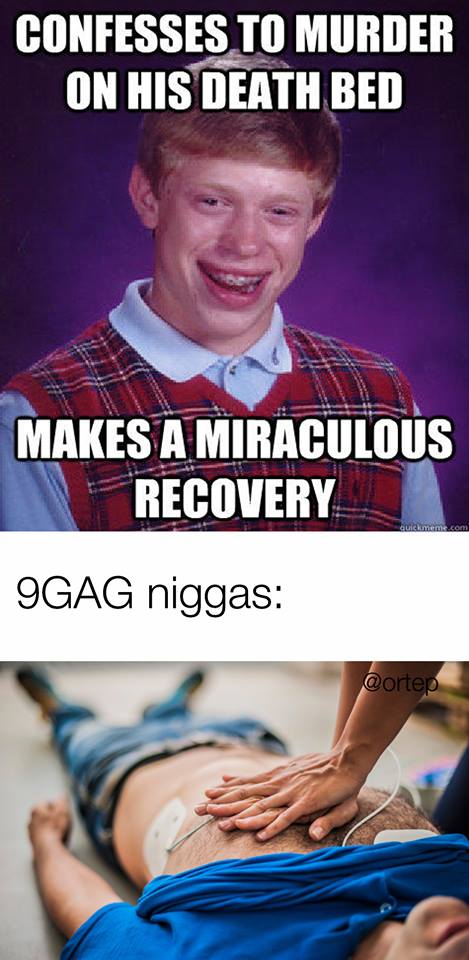 CONFESSES TO MURDER
ON HIS DEATH BED
MAKES A MIRACULOUS
RECOVERY
quickmeme.com
9GAG niggas:
@ortep